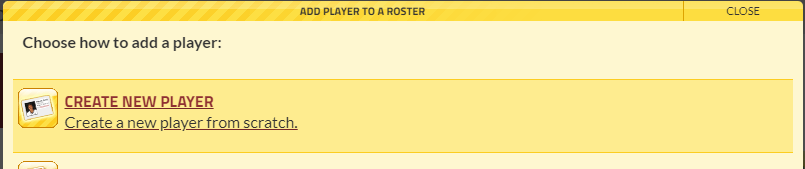 ADD PLAYER TO A ROSTER
CLOSE
Choose how to add a player:
CREATE NEW PLAYER
Create a new player from scratch.